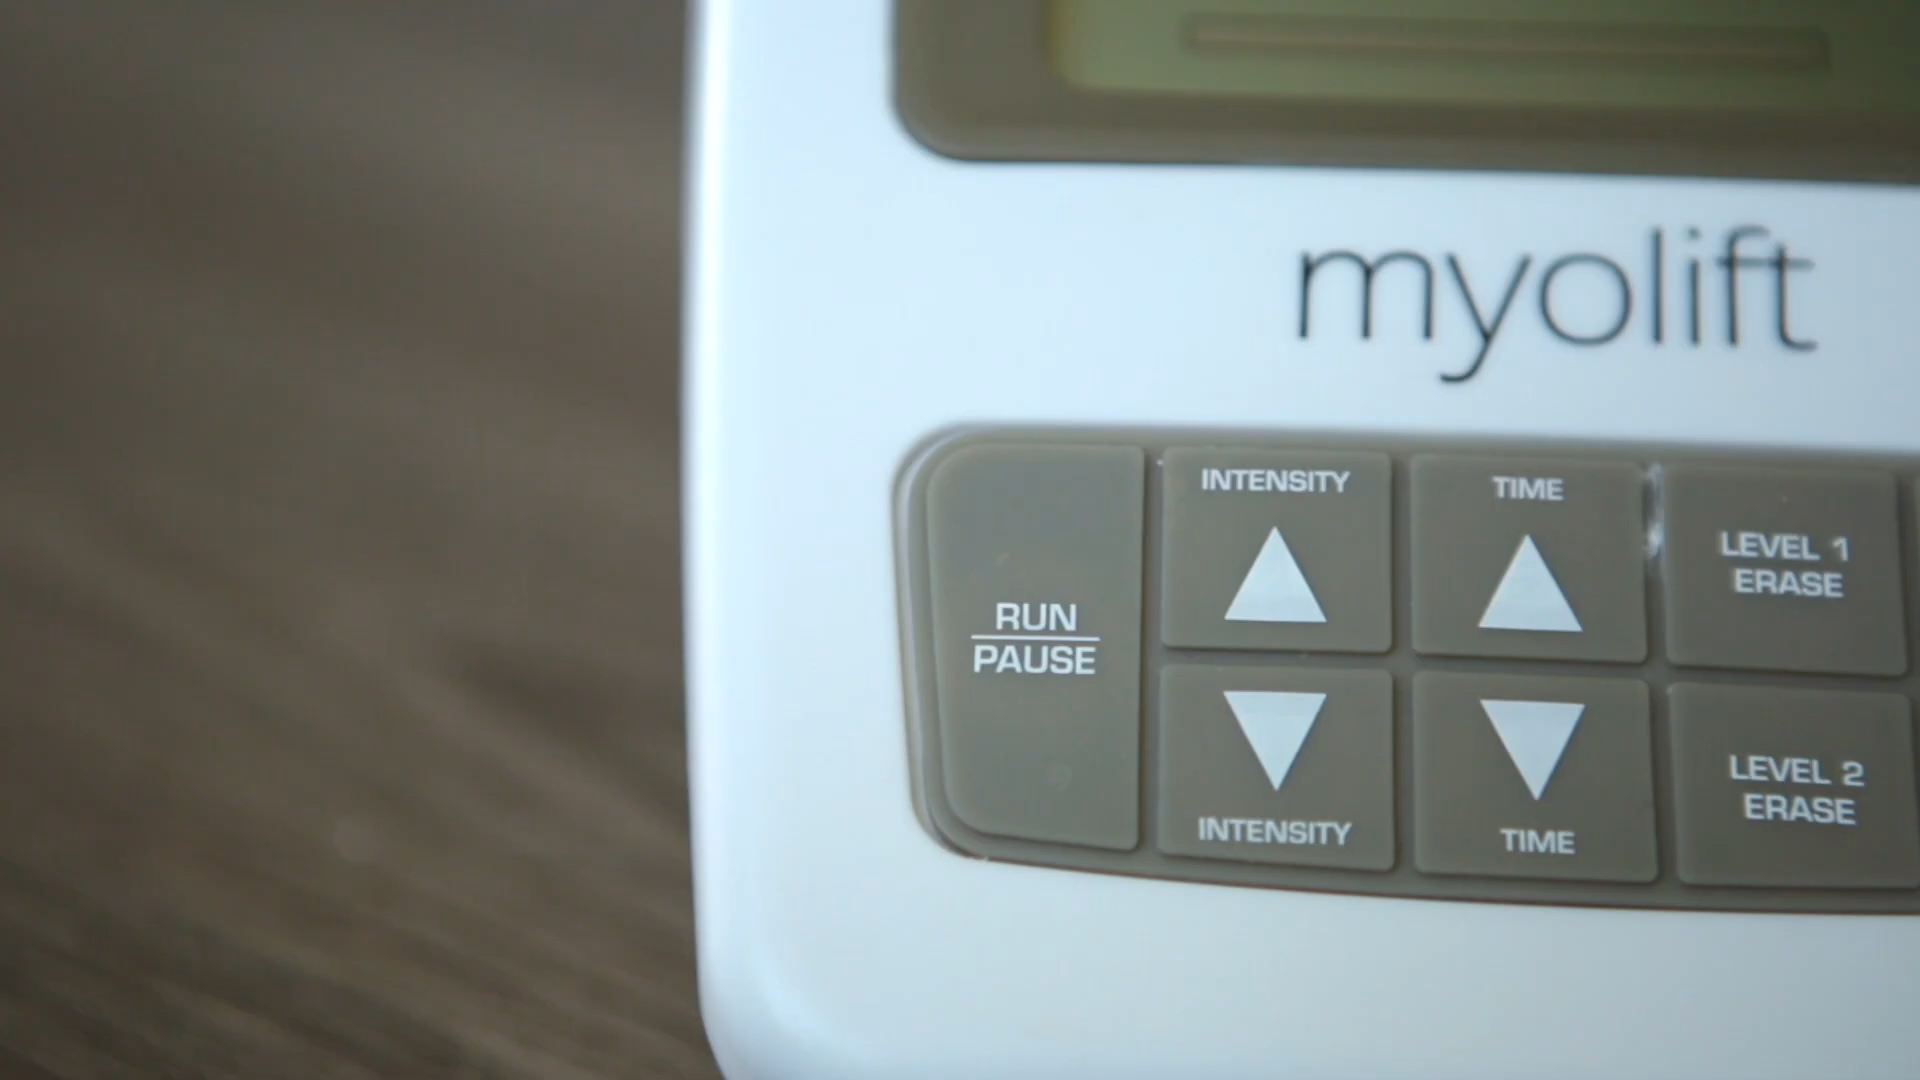 myolift
RUN
PAUSE
INTENSITY
TIME
LEVEL 1
ERASE
INTENSITY
TIME
LEVEL 2
ERASE